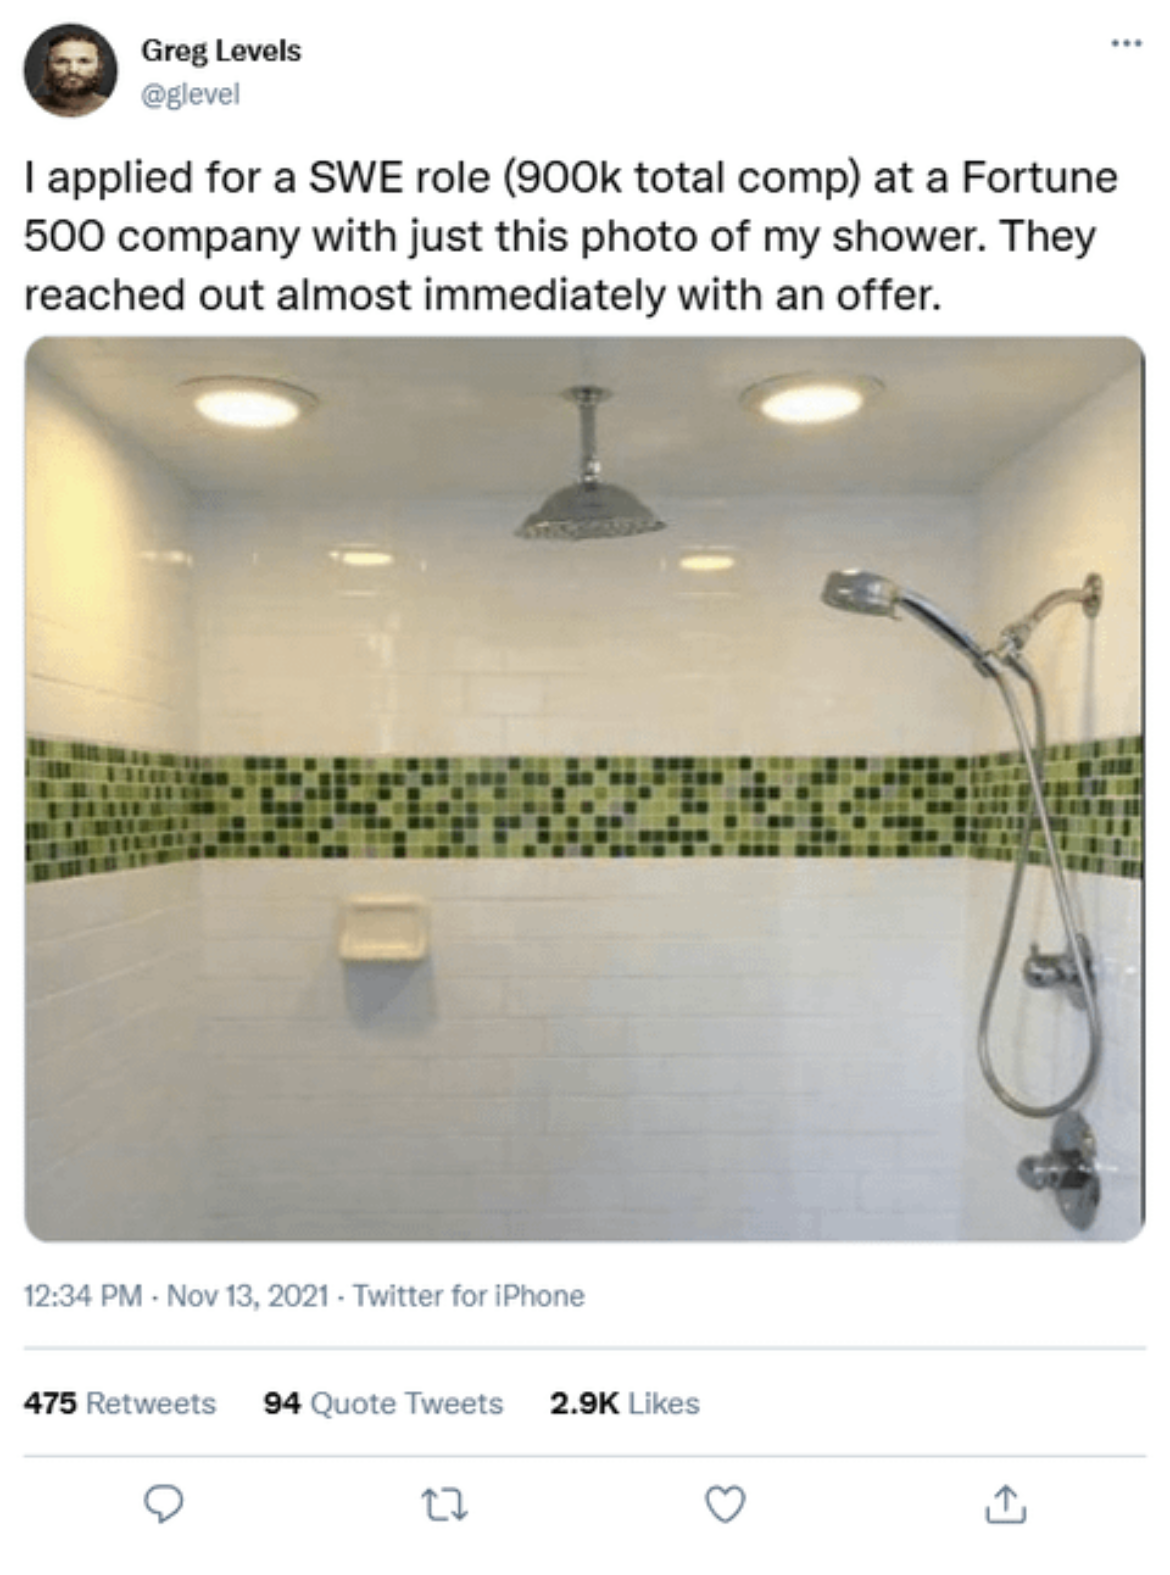 Greg Levels
@glevel
I applied for a SWE role (900k total comp) at a Fortune
500 company with just this photo of my shower. They
reached out almost immediately with an offer.
12:34 PM · Nov 13, 2021 · Twitter for iPhone
475 Retweets 94 Quote Tweets 2.9K Likes